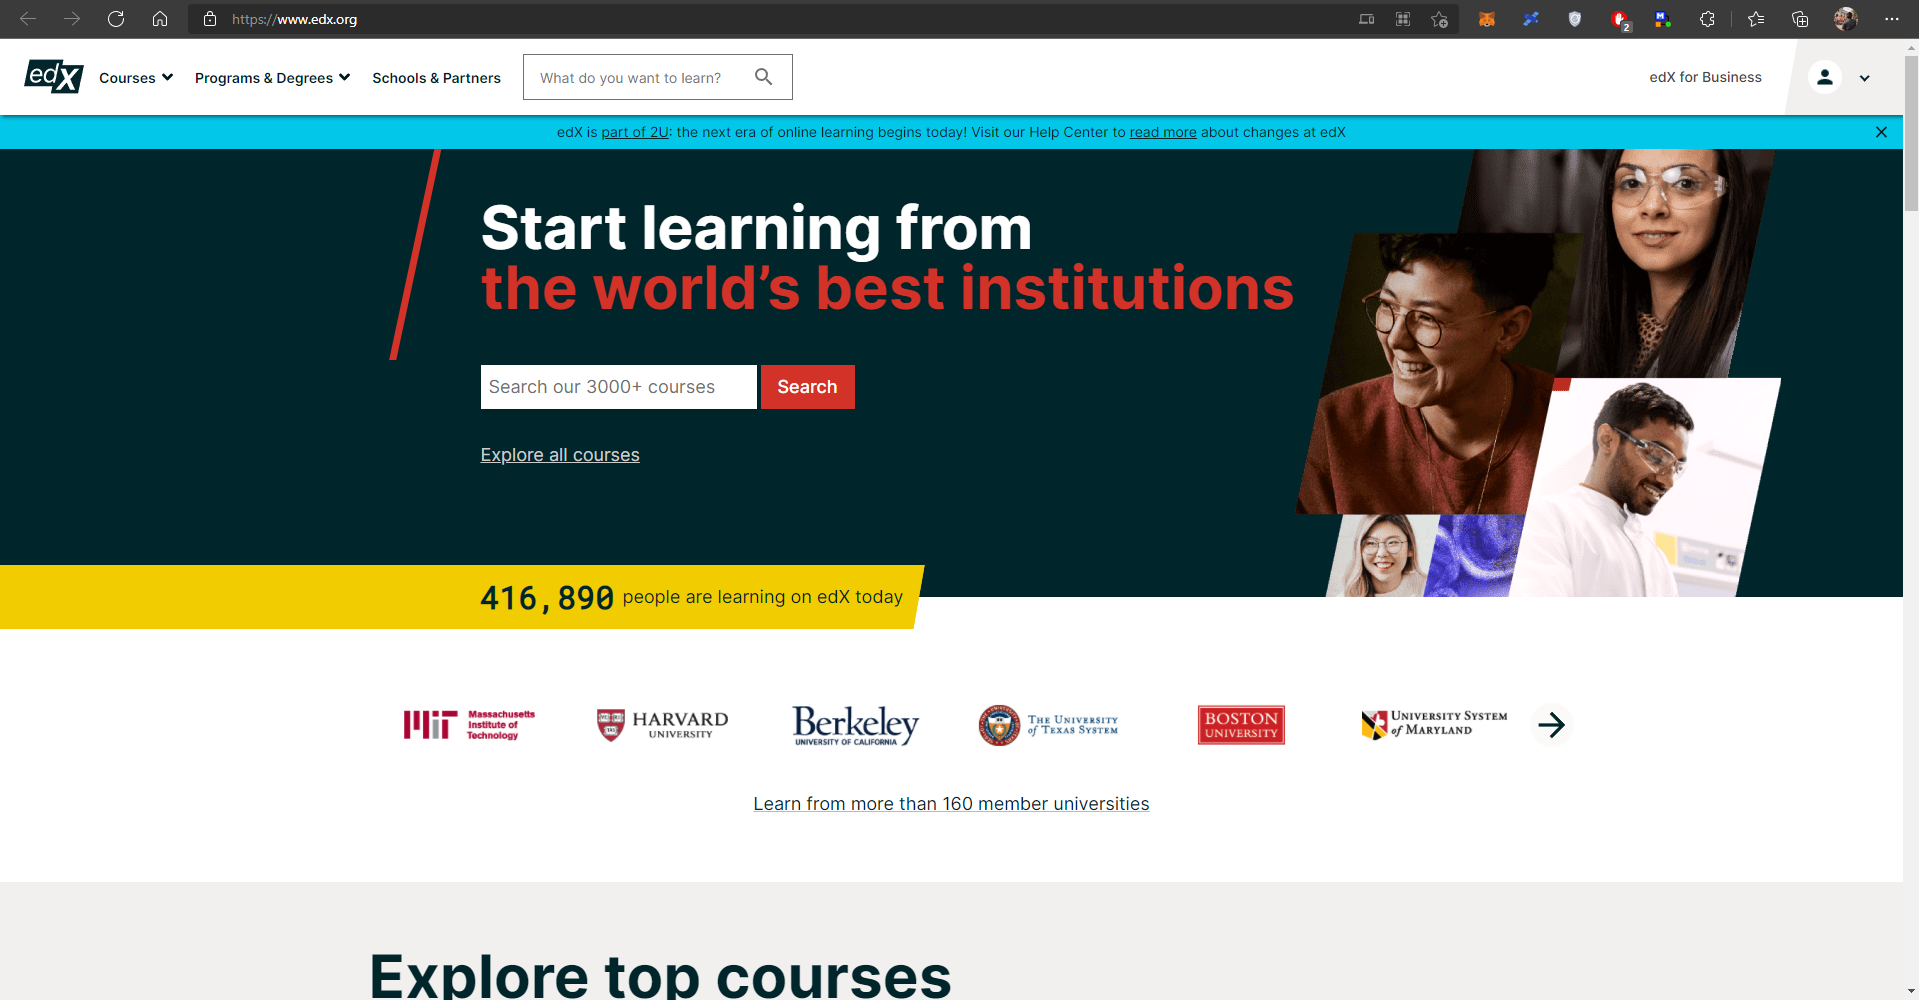 https://www.edx.org
2
edX
Courses
Programs & Degrees
Schools & Partners
What do you want to learn?
edX for Business
edX is part of 2U: the next era of online learning begins today! Visit our Help Center to read more about changes at edX
Start learning from
the world's best institutions
Search our 3000+ courses
Search
Explore all courses
416,890 people are learning on edX today
MIT
Massachusetts
Institute of
Technology
HARVARD
UNIVERSITY
Berkeley
UNIVERSITY OF CALIFORNIA
THE UNIVERSITY
of TEXAS SYSTEM
BOSTON
UNIVERSITY
UNIVERSITY SYSTEM
of MARYLAND
Learn from more than 160 member universities
Explore top courses